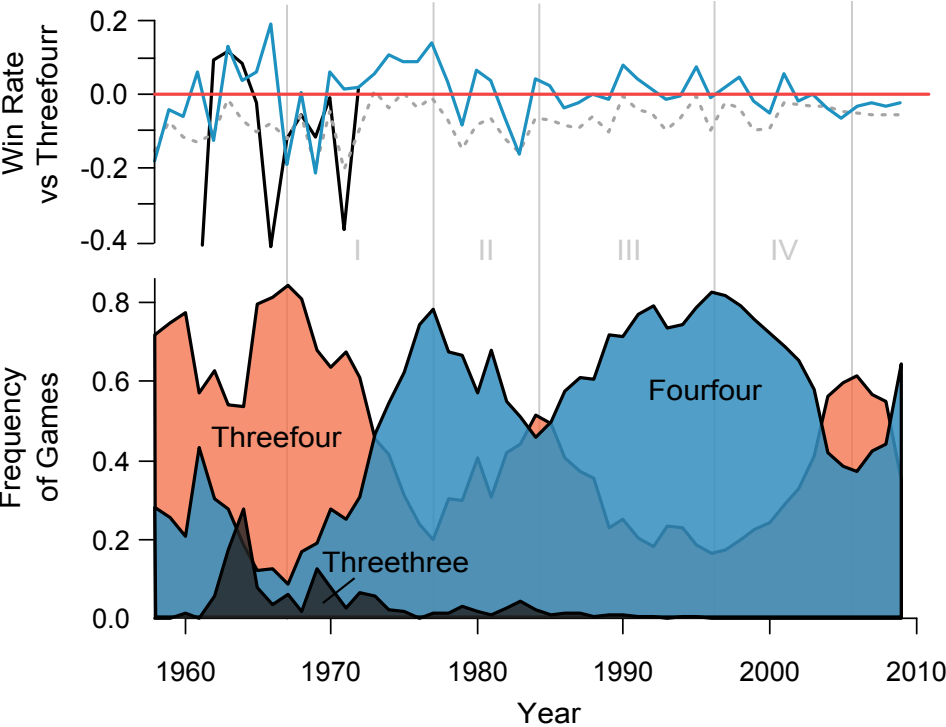 Win Rate
vs Threefourr
0.2
0.0
-0.2
-0.4
I
II
III
IV
Frequency
of Games
0.8
0.6
0.4
0.2
0.0
Threefour
Fourfour
Threethree
1960
1970
1980
1990
2000
2010
Year